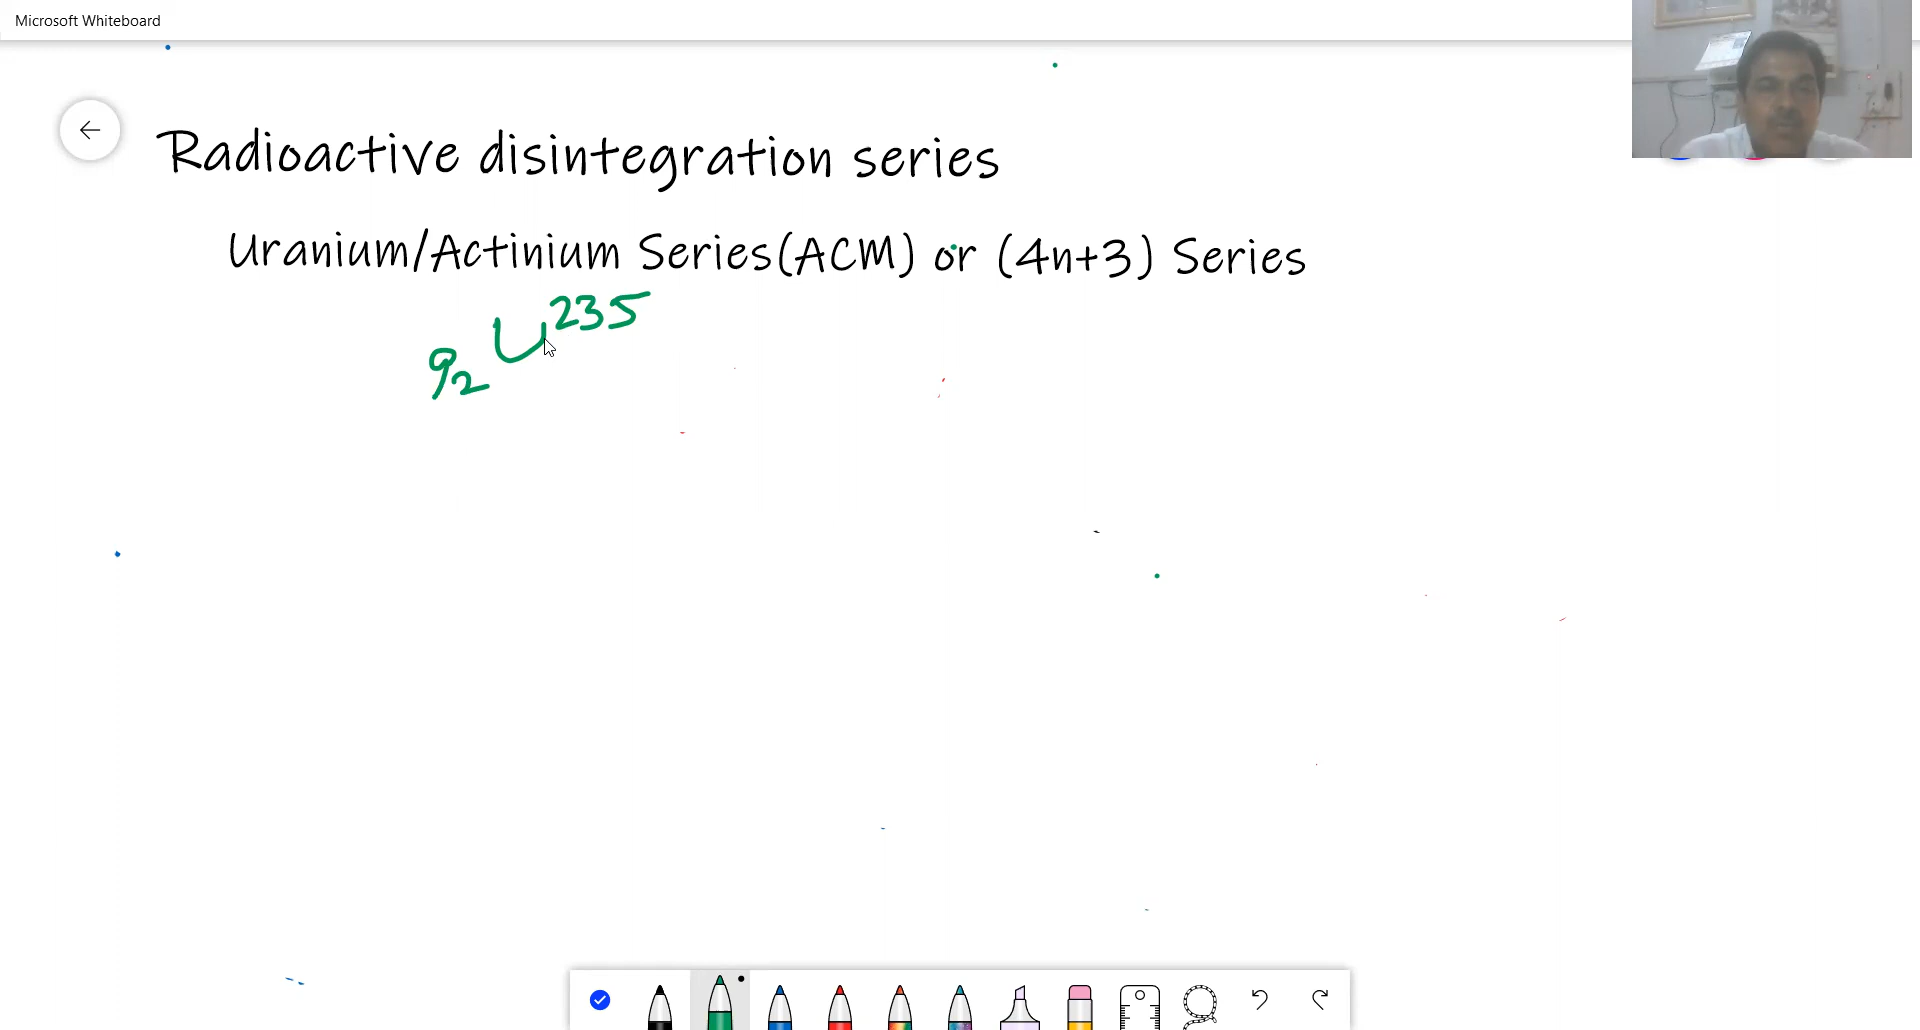 Microsoft Whiteboard
Radioactive disintegration series
Uranium/Actinium Series(ACM) or (4n+3) Series
92 U 235